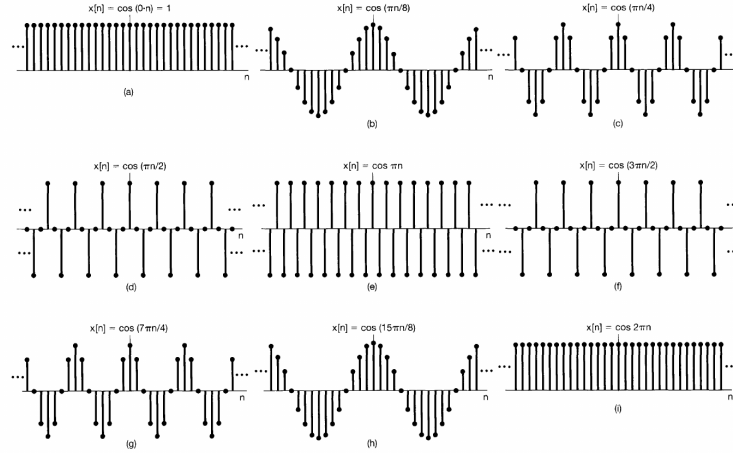 x[n] = cos (0·n) = 1
x[n] = cos (πn/8)
x[n] = cos (πn/4)
... ... ... ... ... ...
n n n
(a) (b) (c)
x[n] = cos (πn/2)
x[n] = cos πn
x[n] = cos (3πn/2)
... ... ... ... ... ...
n n n
... ... ... ... ... ...
(d) (e) (f)
x[n] = cos (7πn/4)
x[n] = cos (15πn/8)
x[n] = cos 2πn
... ... ... ... ... ...
n n n
(g) (h) (i)